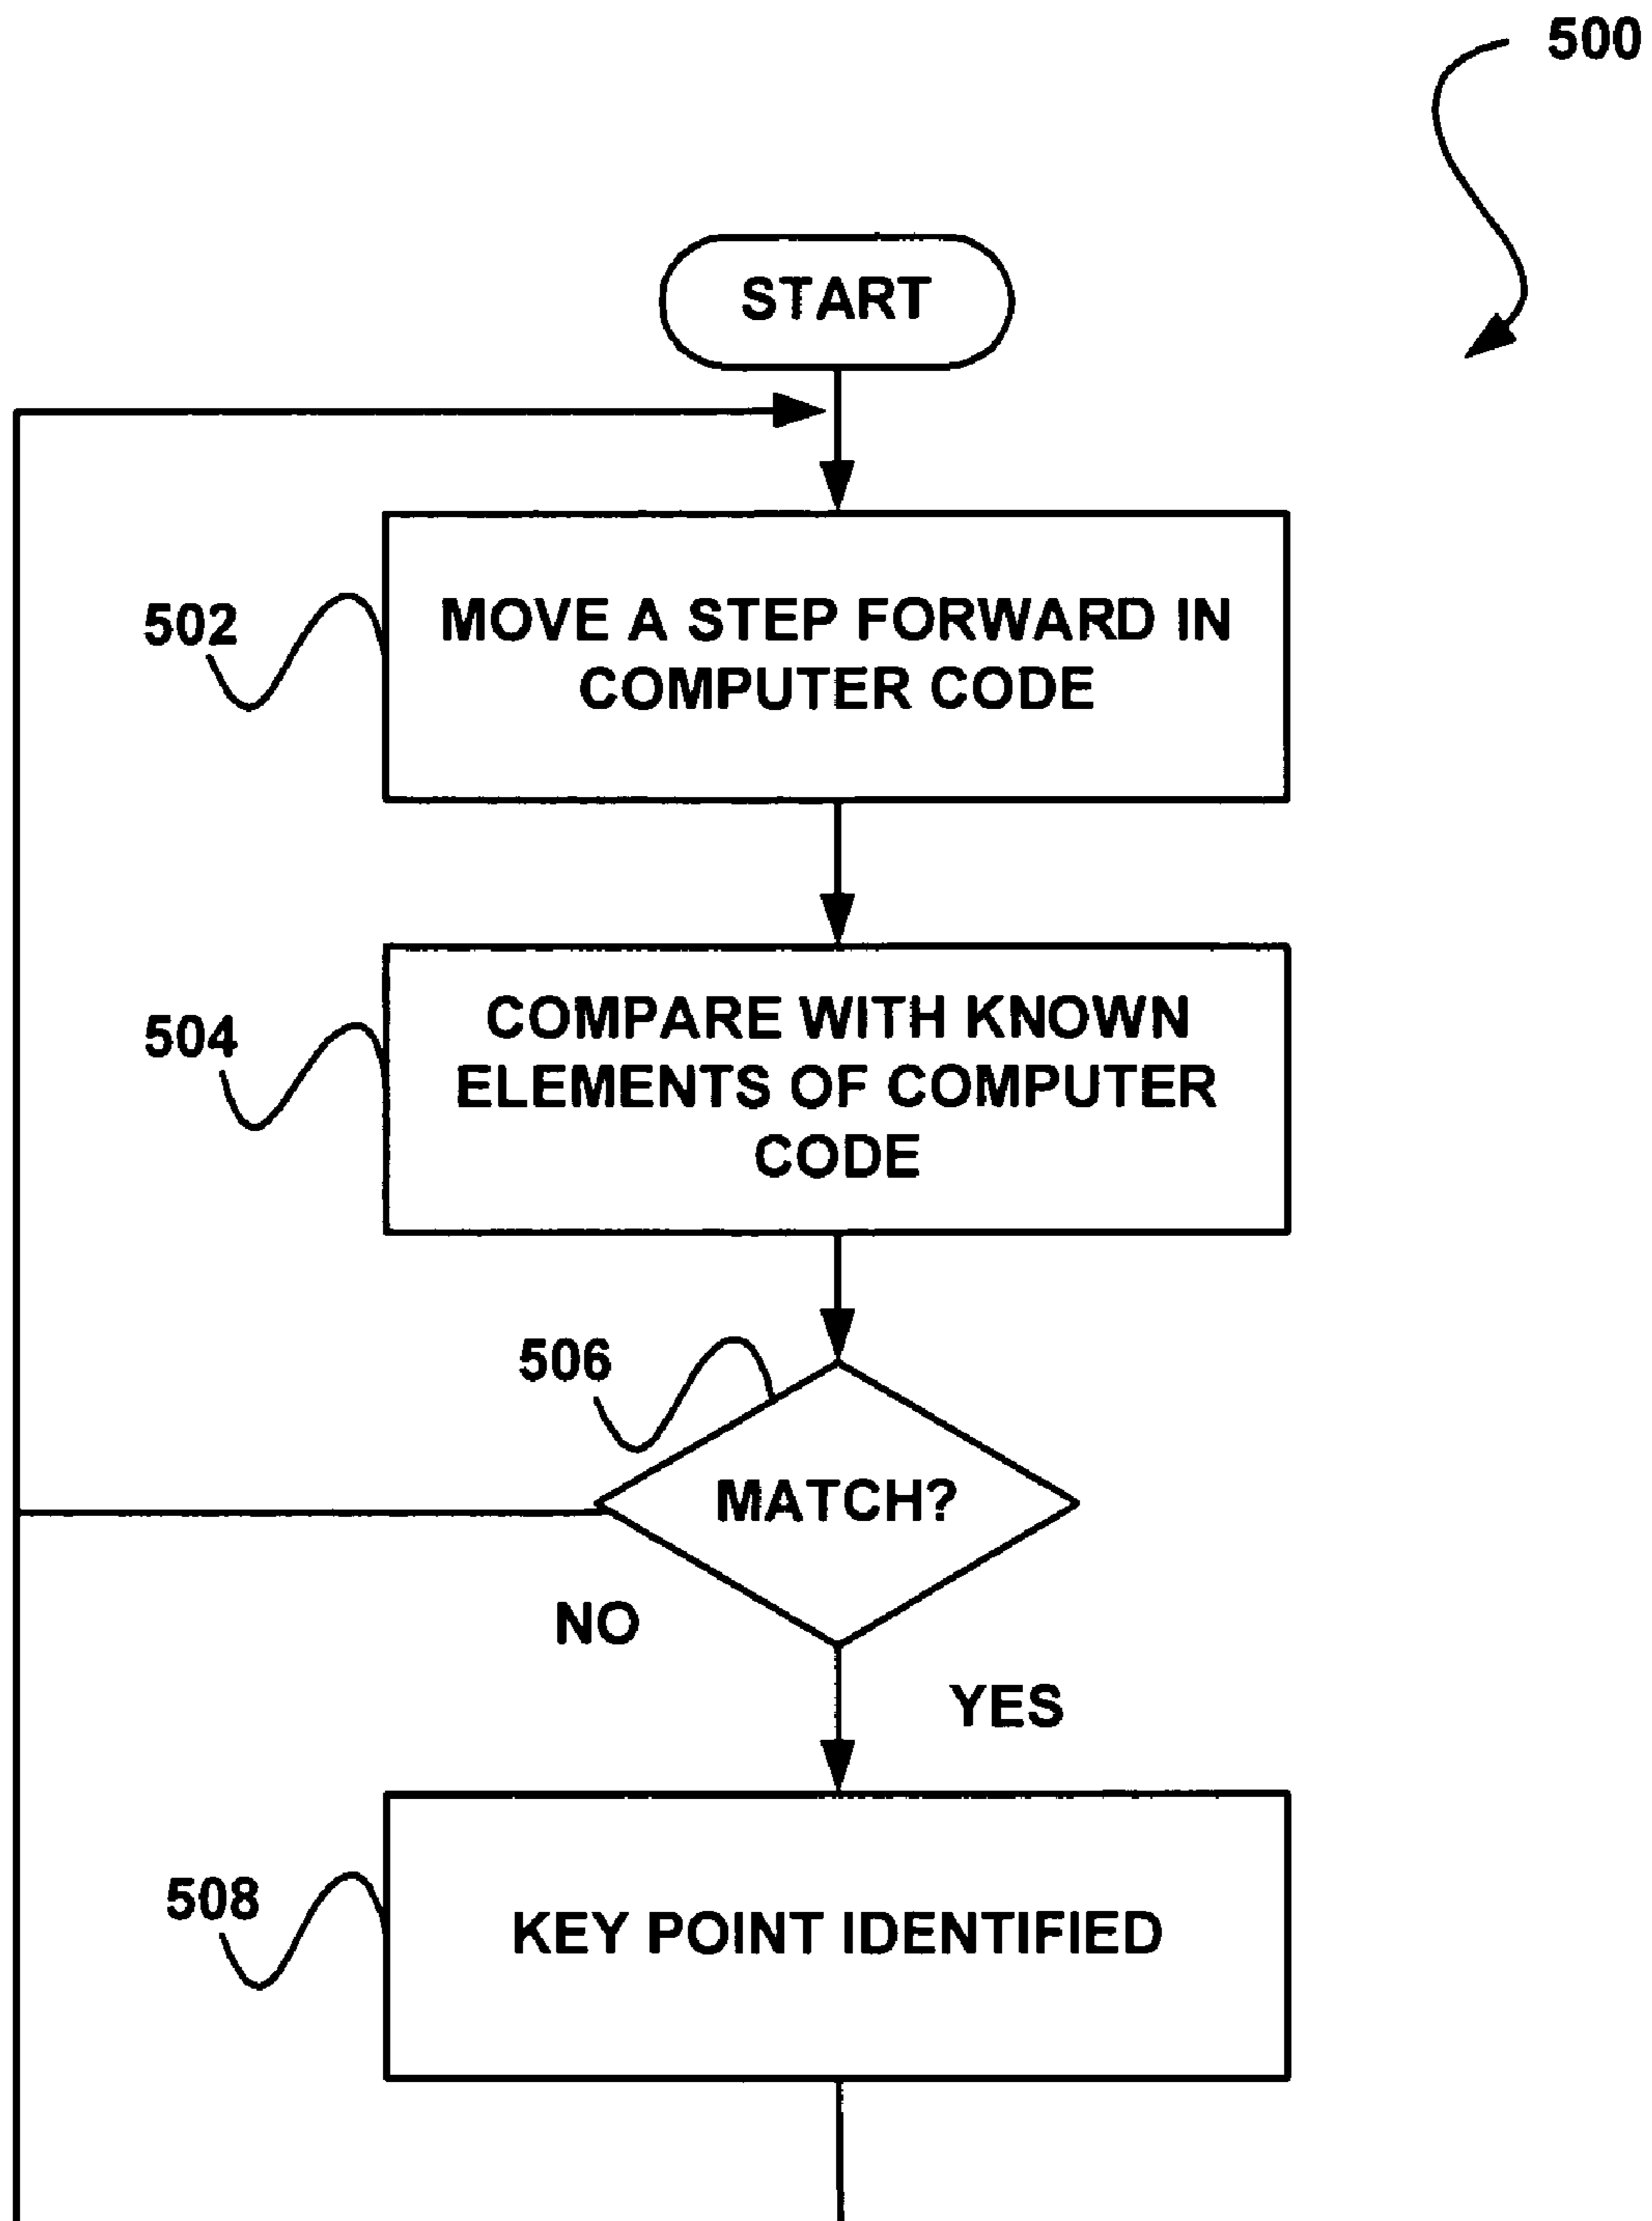 500
START
502
MOVE A STEP FORWARD IN
COMPUTER CODE
504
COMPARE WITH KNOWN
ELEMENTS OF COMPUTER
CODE
506
MATCH?
NO
YES
508
KEY POINT IDENTIFIED